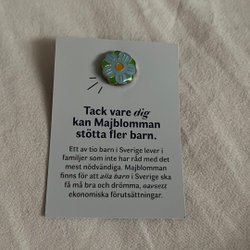 Tack vare dig
kan Majblomman
stötta fler barn.
Ett av tio barn i Sverige lever i
familjer som inte har råd med det
mest nödvändiga. Majblomman
finns för att alla barn i Sverige ska
få må bra och drömma, oavsett
ekonomiska förutsättningar.